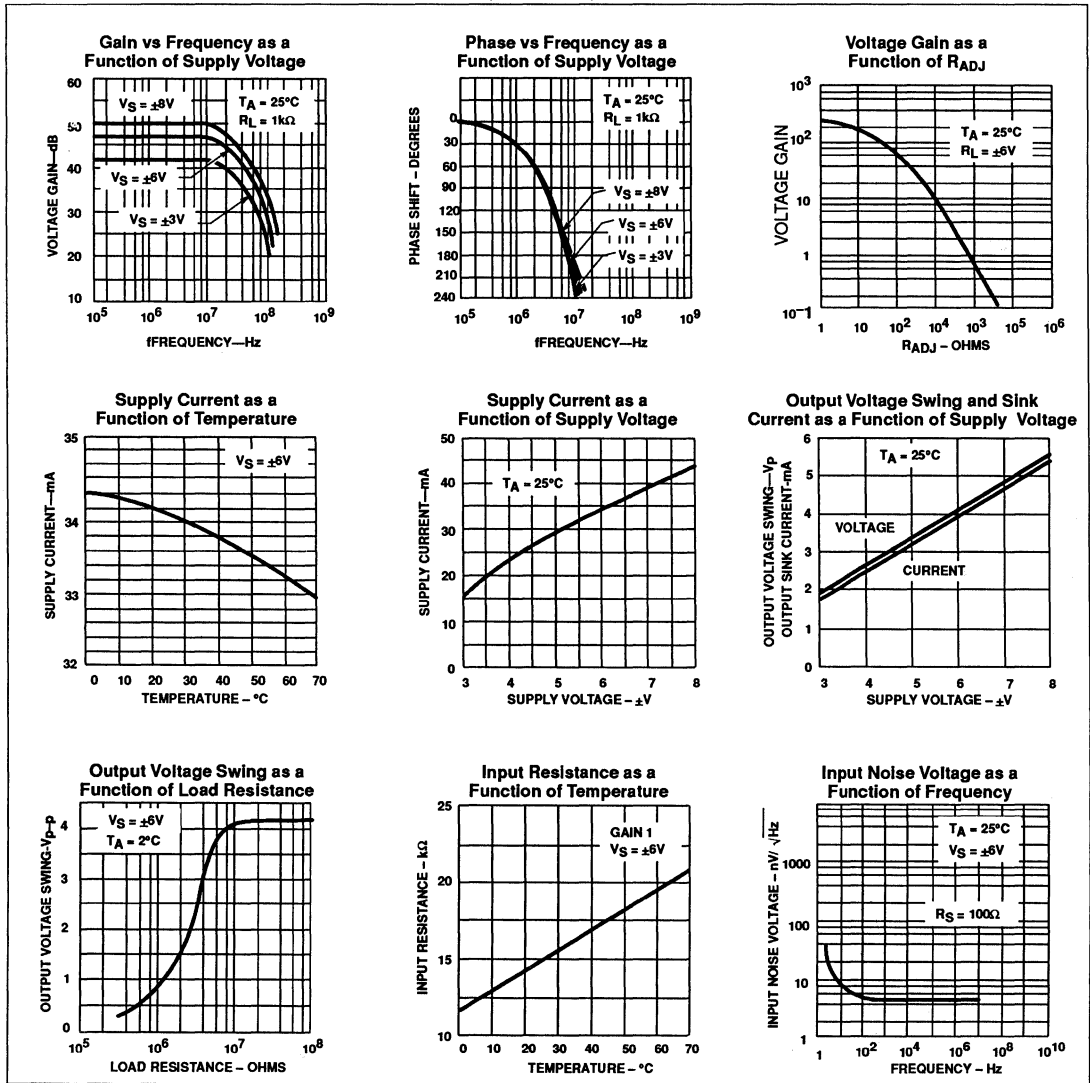 Gain vs Frequency as a
Function of Supply Voltage
60
50
40
30
20
10
VOLTAGE GAIN—dB
VS = ±8V
TA = 25°C
RL = 1kΩ
VS = ±6V
VS = ±3V
10^5
10^6
10^7
10^8
10^9
fFREQUENCY—Hz
Phase vs Frequency as a
Function of Supply Voltage
0
30
60
90
120
150
180
210
240
PHASE SHIFT – DEGREES
TA = 25°C
RL = 1kΩ
VS = ±8V
VS = ±6V
VS = ±3V
10^5
10^6
10^7
10^8
10^9
fFREQUENCY—Hz
Voltage Gain as a
Function of RADJ
10^3
10^2
10
1
10^-1
VOLTAGE GAIN
TA = 25°C
RL = ±6V
1
10
10^2
10^4
10^3
10^5
10^6
RADJ – OHMS
Supply Current as a
Function of Temperature
35
34
33
32
SUPPLY CURRENT—mA
VS = ±6V
0
10
20
30
40
50
60
70
TEMPERATURE – °C
Supply Current as a
Function of Supply Voltage
50
40
30
20
10
0
SUPPLY CURRENT—mA
TA = 25°C
3
4
5
6
7
8
SUPPLY VOLTAGE – ±V
Output Voltage Swing and Sink
Current as a Function of Supply Voltage
6
5
4
3
2
1
0
OUTPUT VOLTAGE SWING—Vp
OUTPUT SINK CURRENT-mA
TA = 25°C
VOLTAGE
CURRENT
3
4
5
6
7
8
SUPPLY VOLTAGE – ±V
Output Voltage Swing as a
Function of Load Resistance
4
3
2
1
0
OUTPUT VOLTAGE SWING-Vp-p
VS = ±6V
TA = 2°C
10^5
10^6
10^7
10^8
LOAD RESISTANCE – OHMS
Input Resistance as a
Function of Temperature
25
20
15
10
INPUT RESISTANCE – kΩ
GAIN 1
VS = ±6V
0
10
20
30
40
50
60
70
TEMPERATURE – °C
Input Noise Voltage as a
Function of Frequency
1000
100
10
1
INPUT NOISE VOLTAGE – nV/ √Hz
TA = 25°C
VS = ±6V
RS = 100Ω
1
10^2
10^4
10^6
10^8
10^10
FREQUENCY – Hz